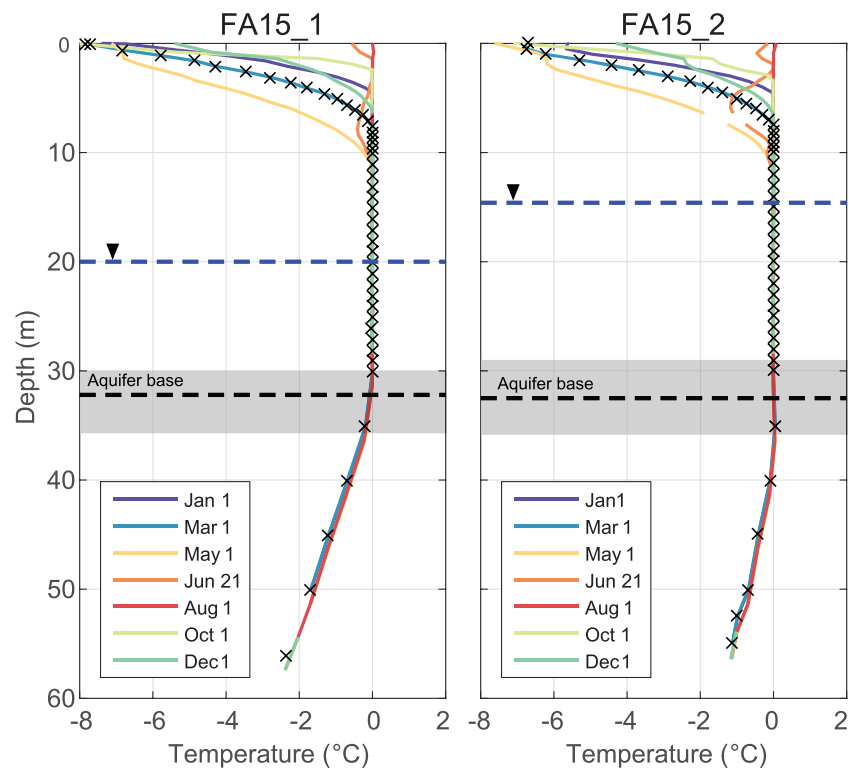 FA15_1
FA15_2
0
10
20
30
40
50
60
Depth (m)
Aquifer base
Aquifer base
Jan 1
Mar 1
May 1
Jun 21
Aug 1
Oct 1
Dec1
Jan1
Mar 1
May 1
Jun 21
Aug 1
Oct 1
Dec1
-8 -6 -4 -2 0 2
-8 -6 -4 -2 0 2
Temperature (°C)
Temperature (°C)